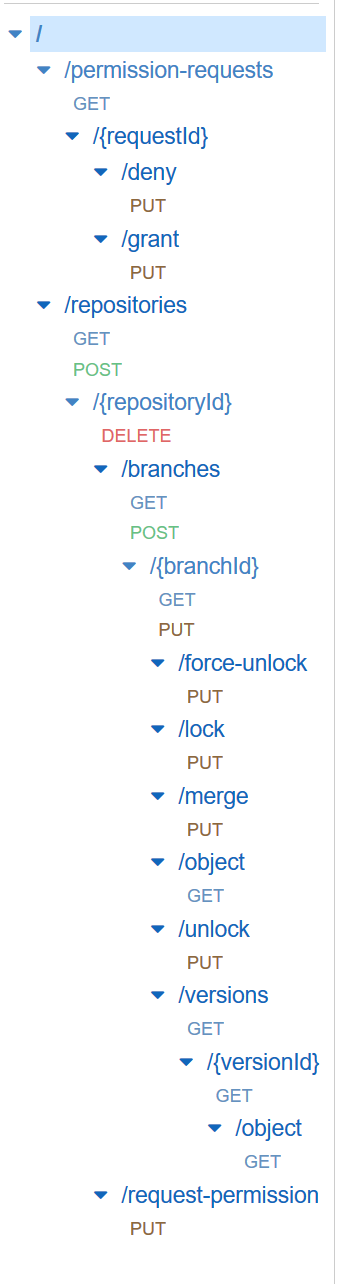 /
/permission-requests
GET
/{requestId}
/deny
PUT
/grant
PUT
/repositories
GET
POST
/{repositoryId}
DELETE
/branches
GET
POST
/{branchId}
GET
PUT
/force-unlock
PUT
/lock
PUT
/merge
PUT
/object
GET
/unlock
PUT
/versions
GET
/{versionId}
GET
/object
GET
/request-permission
PUT